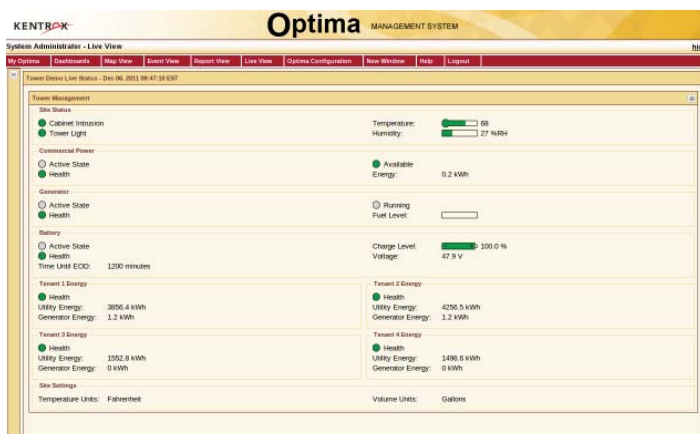 KENTROX
Optima MANAGEMENT SYSTEM
System Administrator - Live View
My Optima Dashboards Map View Event View Report View Live View Optima Configuration New Window Help Logout
Tower Demo Live Status - Dec 06, 2011 09:47:10 EST
Tower Management
Site Status
Cabinet Intrusion Temperature: 68
Tower Light Humidity: 27 %RH
Commercial Power
Active State Available
Health Energy: 0.2 kWh
Generator
Active State Running
Health Fuel Level:
Battery
Active State Charge Level: 100.0 %
Health Voltage: 47.9 V
Time Until EOD: 1200 minutes
Tenant 1 Energy Tenant 2 Energy
Health Health
Utility Energy: 3856.4 kWh Utility Energy: 4256.5 kWh
Generator Energy: 1.2 kWh Generator Energy: 1.2 kWh
Tenant 3 Energy Tenant 4 Energy
Health Health
Utility Energy: 1552.8 kWh Utility Energy: 1498.6 kWh
Generator Energy: 0 kWh Generator Energy: 0 kWh
Site Settings
Temperature Units: Fahrenheit Volume Units: Gallons